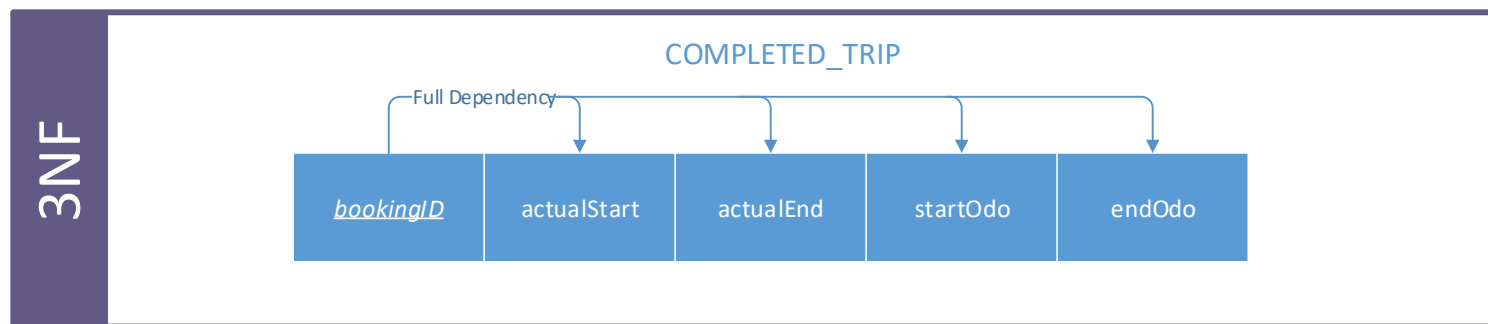 3NF
COMPLETED_TRIP
Full Dependency
bookingID actualStart actualEnd startOdo endOdo